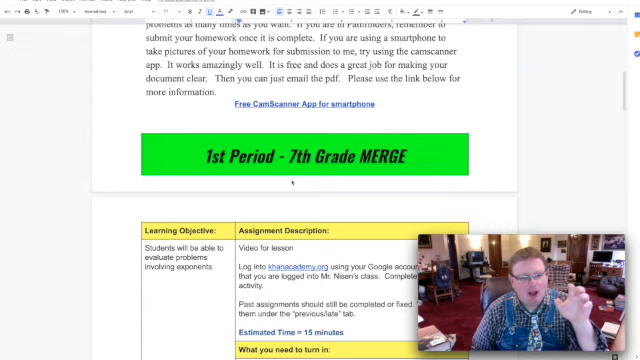 100%
Normal text
11
Editing
problems as many times as you want. If you are in Pathfinders, remember to
submit your homework once it is complete. If you are using a smartphone to
take pictures of your homework for submission to me, try using the camscanner
app. It works amazingly well. It is free and does a great job for making your
document clear. Then you can just email the pdf. Please use the link below for
more information.
Free CamScanner App for smartphone
1st Period - 7th Grade MERGE
Learning Objective: Assignment Description:
Students will be able to
evaluate problems
involving exponents.
Video for lesson
Log into khanacademy.org using your Google account
that you are logged into Mr. Nisen's class. Complete
activity.
Past assignments should still be completed or fixed.
them under the "previous/late" tab.
Estimated Time = 15 minutes
What you need to turn in: